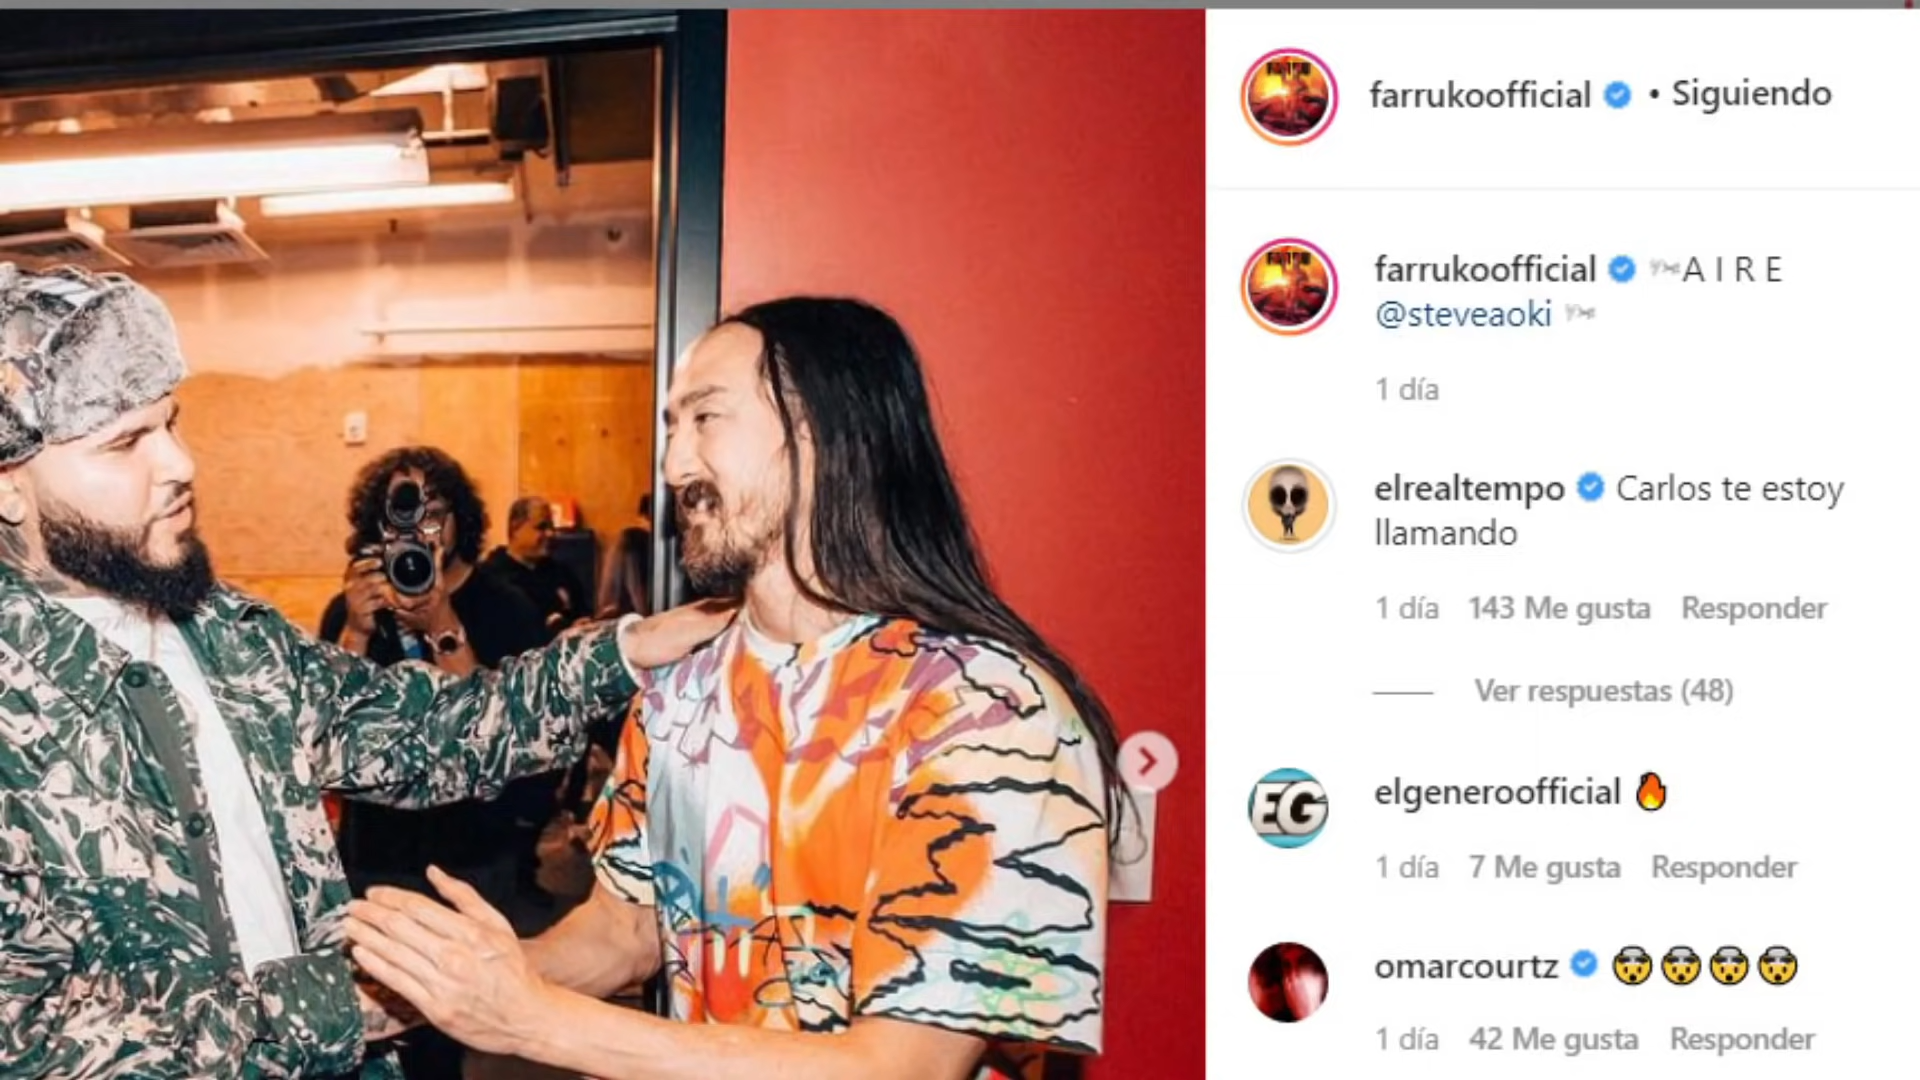 farrukoofficial • Siguiendo
farrukoofficial A I R E
@steveaoki
1 día
elrealtempo Carlos te estoy
llamando
1 día 143 Me gusta Responder
Ver respuestas (48)
EG
elgeneroofficial 🔥
1 día 7 Me gusta Responder
omarcourtz 🤯🤯🤯🤯
1 día 42 Me gusta Responder